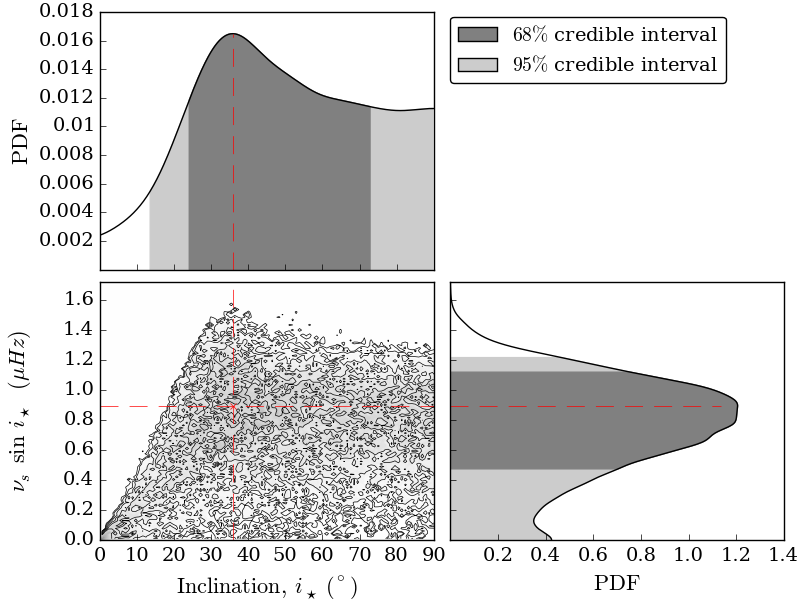 0.018
0.016
0.014
0.012
0.01
0.008
0.006
0.004
0.002
PDF
68% credible interval
95% credible interval
1.6
1.4
1.2
1.0
0.8
0.6
0.4
0.2
0.0
ν_s sin i_⋆ (μHz)
0 10 20 30 40 50 60 70 80 90
Inclination, i_⋆ (°)
0.2 0.4 0.6 0.8 1.0 1.2 1.4
PDF